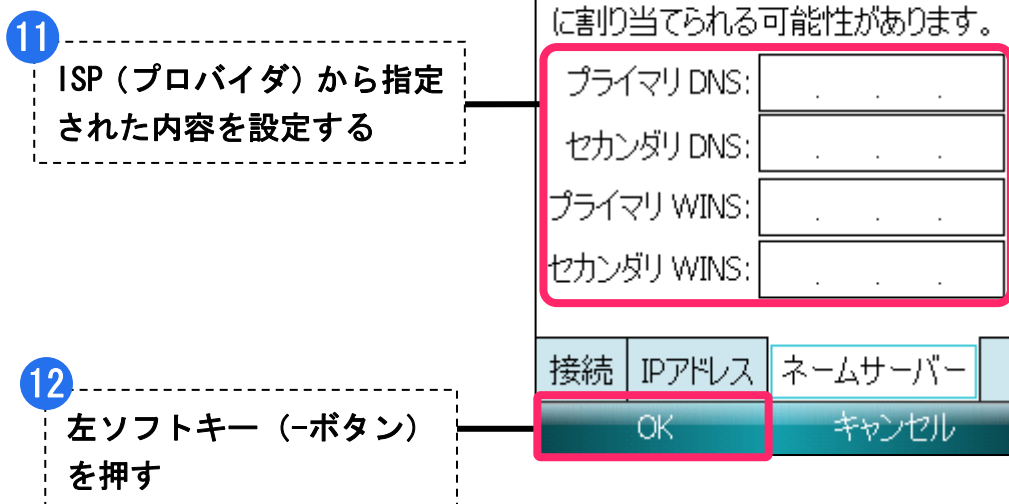 に割り当てられる可能性があります。
11
ISP（プロバイダ）から指定
された内容を設定する
プライマリ DNS: . . .
セカンダリ DNS: . . .
プライマリ WINS: . . .
セカンダリ WINS: . . .
接続 IPアドレス ネームサーバー
12
左ソフトキー（-ボタン）
を押す
OK キャンセル